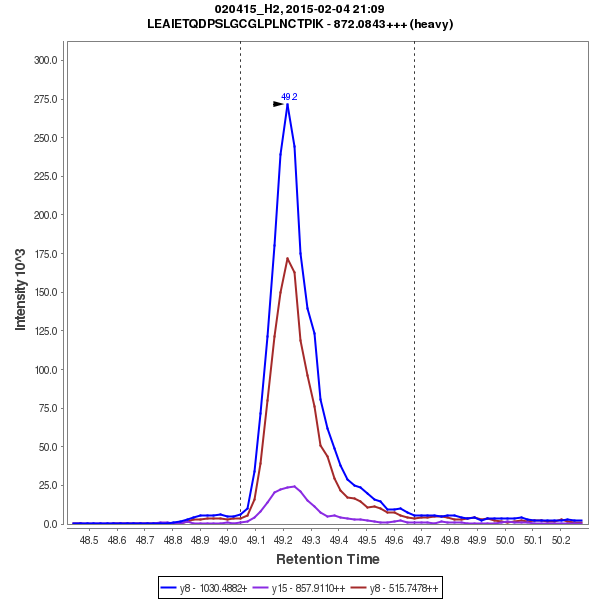 020415_H2, 2015-02-04 21:09
LEAIETQDPSLGCGLPLNCTPIK - 872.0843+++ (heavy)
Intensity 10^3
300.0
275.0
250.0
225.0
200.0
175.0
150.0
125.0
100.0
75.0
50.0
25.0
0.0
49.2
48.5 48.6 48.7 48.8 48.9 49.0 49.1 49.2 49.3 49.4 49.5 49.6 49.7 49.8 49.9 50.0 50.1 50.2
Retention Time
y8 - 1030.4882+ y15 - 857.9110++ y8 - 515.7478++